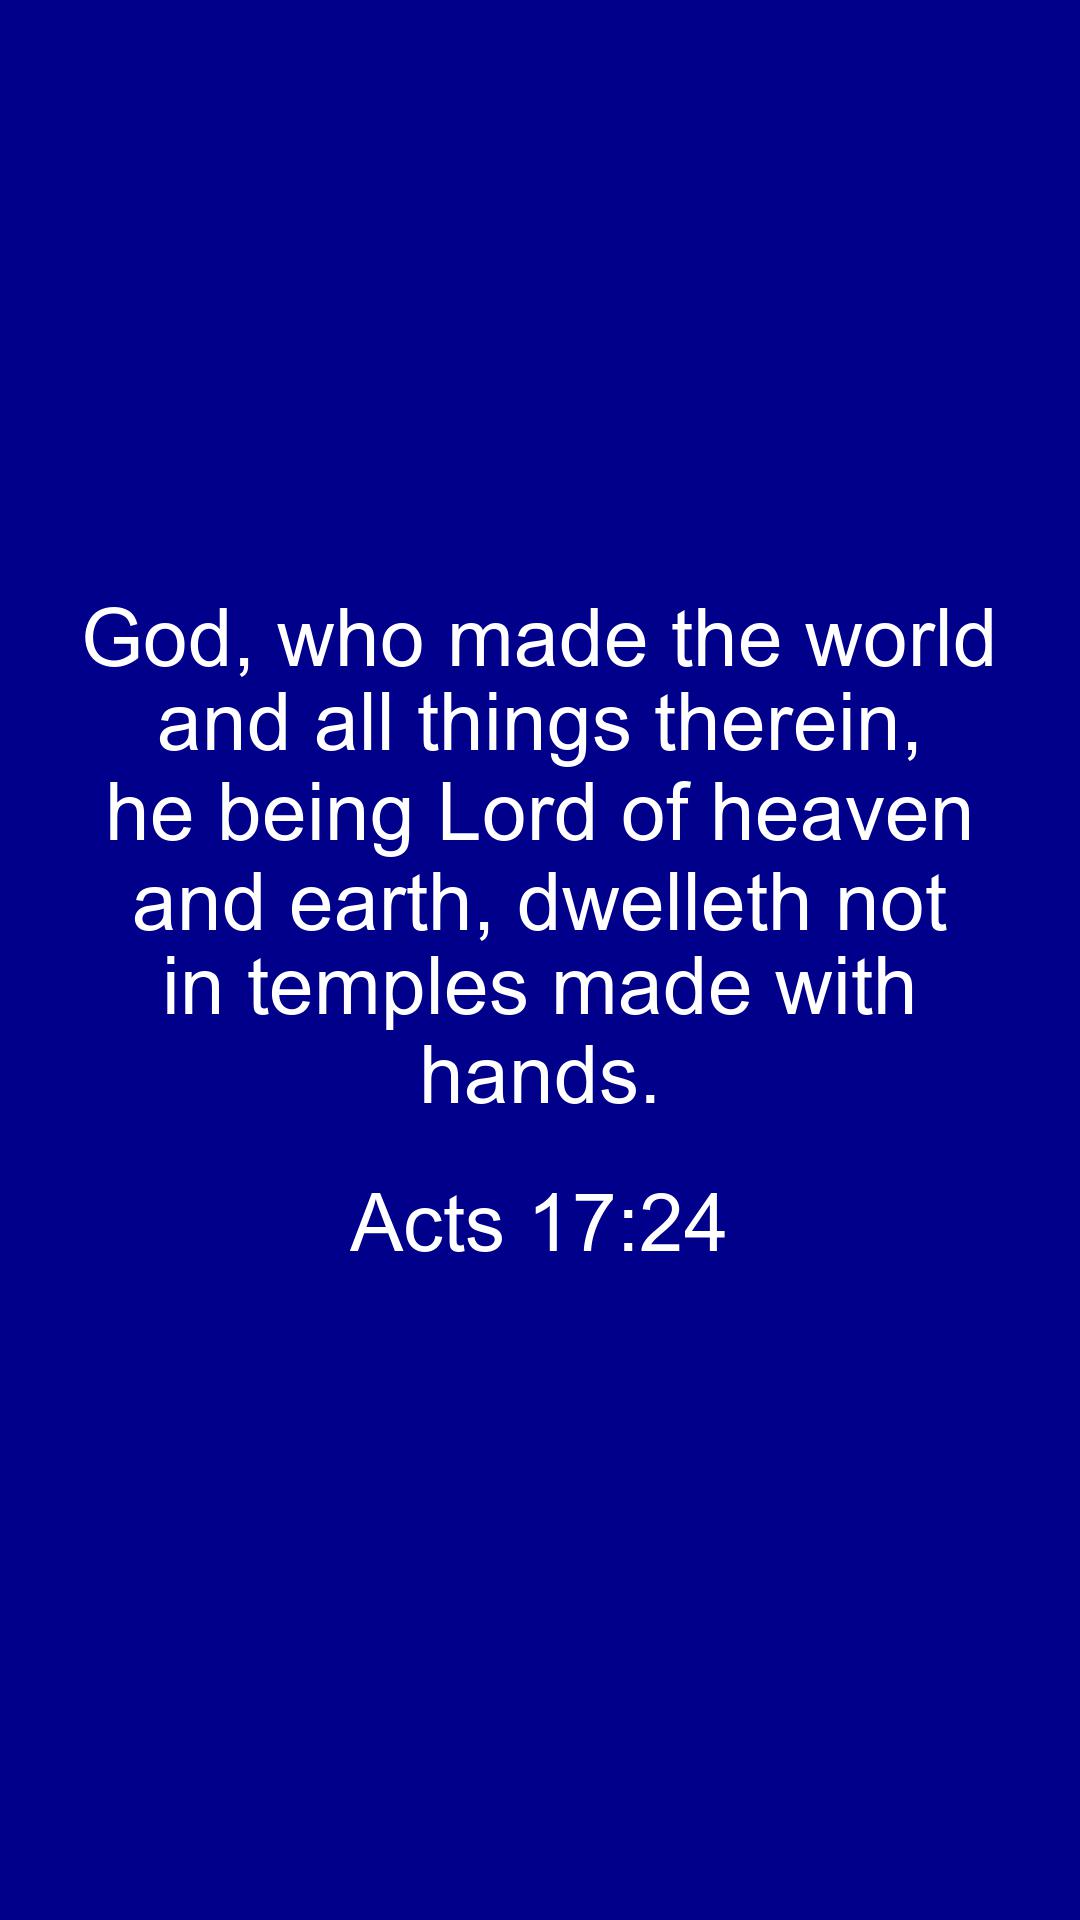 God, who made the world
and all things therein,
he being Lord of heaven
and earth, dwelleth not
in temples made with
hands.
Acts 17:24